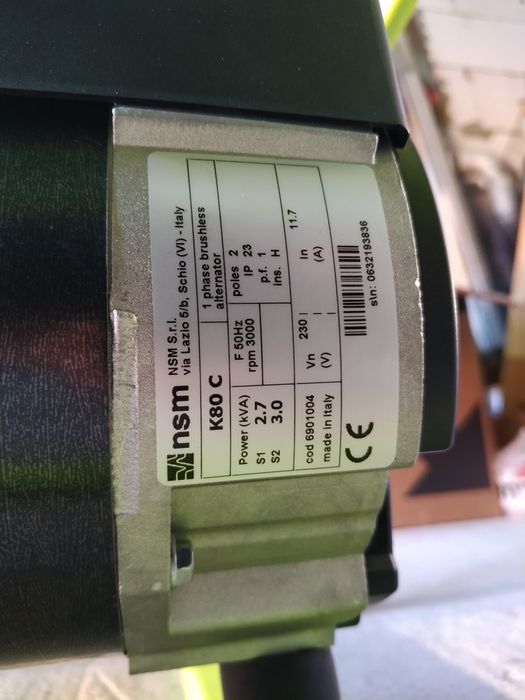 nsm NSM S.r.l.
via Lazio 5/b, Schio (VI) - Italy
K80 C 1 phase brushless
alternator
Power (kVA) F 50Hz poles 2
S1 2.7 rpm 3000 IP 23
S2 3.0 p.f. 1
ins. H
cod 6901004 Vn 230 | In 11.7
made in Italy (V) | (A)
CE s\n: 0632193836